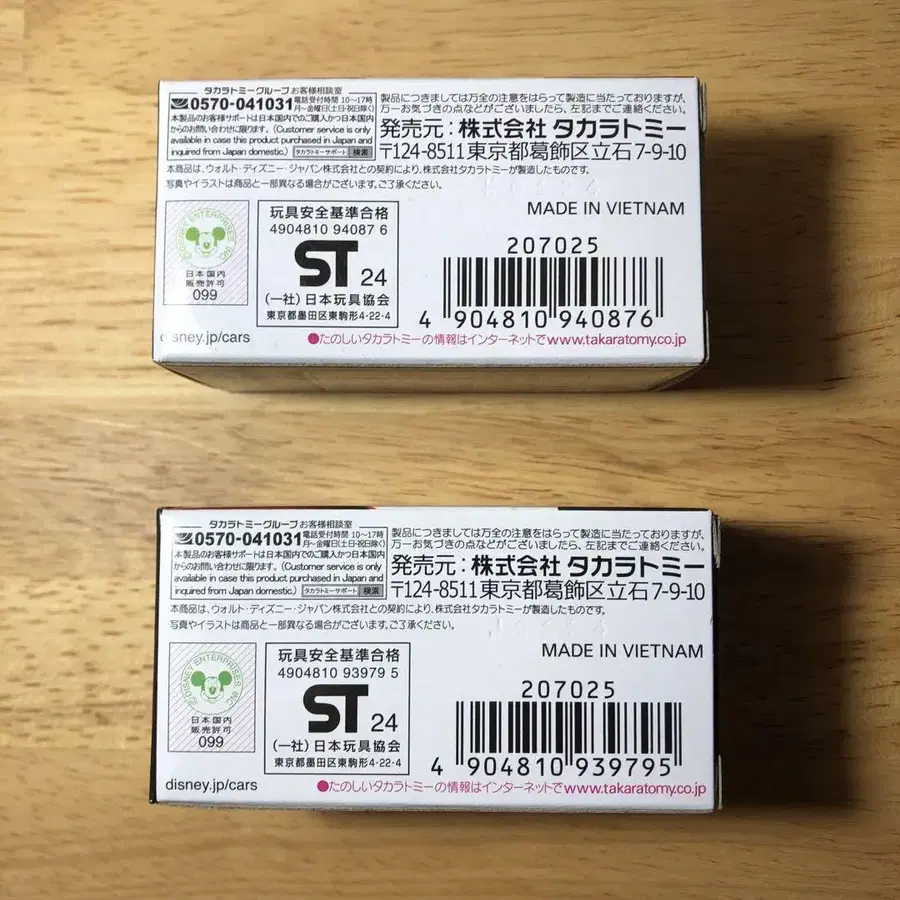 タカラトミーグループ お客様相談室
0570-041031 電話受付時間 10〜17時 月〜金曜日(土日・祝日除く)
本製品のお客様サポートは日本国内でのご購入かつ日本国内
からのお問い合わせに限ります。(Customer service is only
available in case this product purchased in Japan and
inquired from Japan domestic.) タカラトミーサポート 検索
製品につきましては万全の注意をはらって製造に当たっておりますが、
万一お気づきの点などがございましたら、左記までご連絡ください。
発売元：株式会社 タカラトミー
〒124-8511東京都葛飾区立石7-9-10
本商品は、ウォルト・ディズニー・ジャパン株式会社との契約により、株式会社タカラトミーが製造したものです。
写真やイラストは商品と一部異なる場合がございます。ご了承ください。
MADE IN VIETNAM
©DISNEY ENTERPRISES INC
日本国内
販売許可
099
玩具安全基準合格
4904810 94087 6
ST 24
(一社)日本玩具協会
東京都墨田区東駒形4-22-4
207025
4 904810 940876
disney.jp/cars
●たのしいタカラトミーの情報はインターネットでwww.takaratomy.co.jp
タカラトミーグループ お客様相談室
0570-041031 電話受付時間 10〜17時 月〜金曜日(土日・祝日除く)
本製品のお客様サポートは日本国内でのご購入かつ日本国内
からのお問い合わせに限ります。(Customer service is only
available in case this product purchased in Japan and
inquired from Japan domestic.) タカラトミーサポート 検索
製品につきましては万全の注意をはらって製造に当たっておりますが、
万一お気づきの点などがございましたら、左記までご連絡ください。
発売元：株式会社 タカラトミー
〒124-8511東京都葛飾区立石7-9-10
本商品は、ウォルト・ディズニー・ジャパン株式会社との契約により、株式会社タカラトミーが製造したものです。
写真やイラストは商品と一部異なる場合がございます。ご了承ください。
MADE IN VIETNAM
©DISNEY ENTERPRISES INC
日本国内
販売許可
099
玩具安全基準合格
4904810 93979 5
ST 24
(一社)日本玩具協会
東京都墨田区東駒形4-22-4
207025
4 904810 939795
disney.jp/cars
●たのしいタカラトミーの情報はインターネットでwww.takaratomy.co.jp